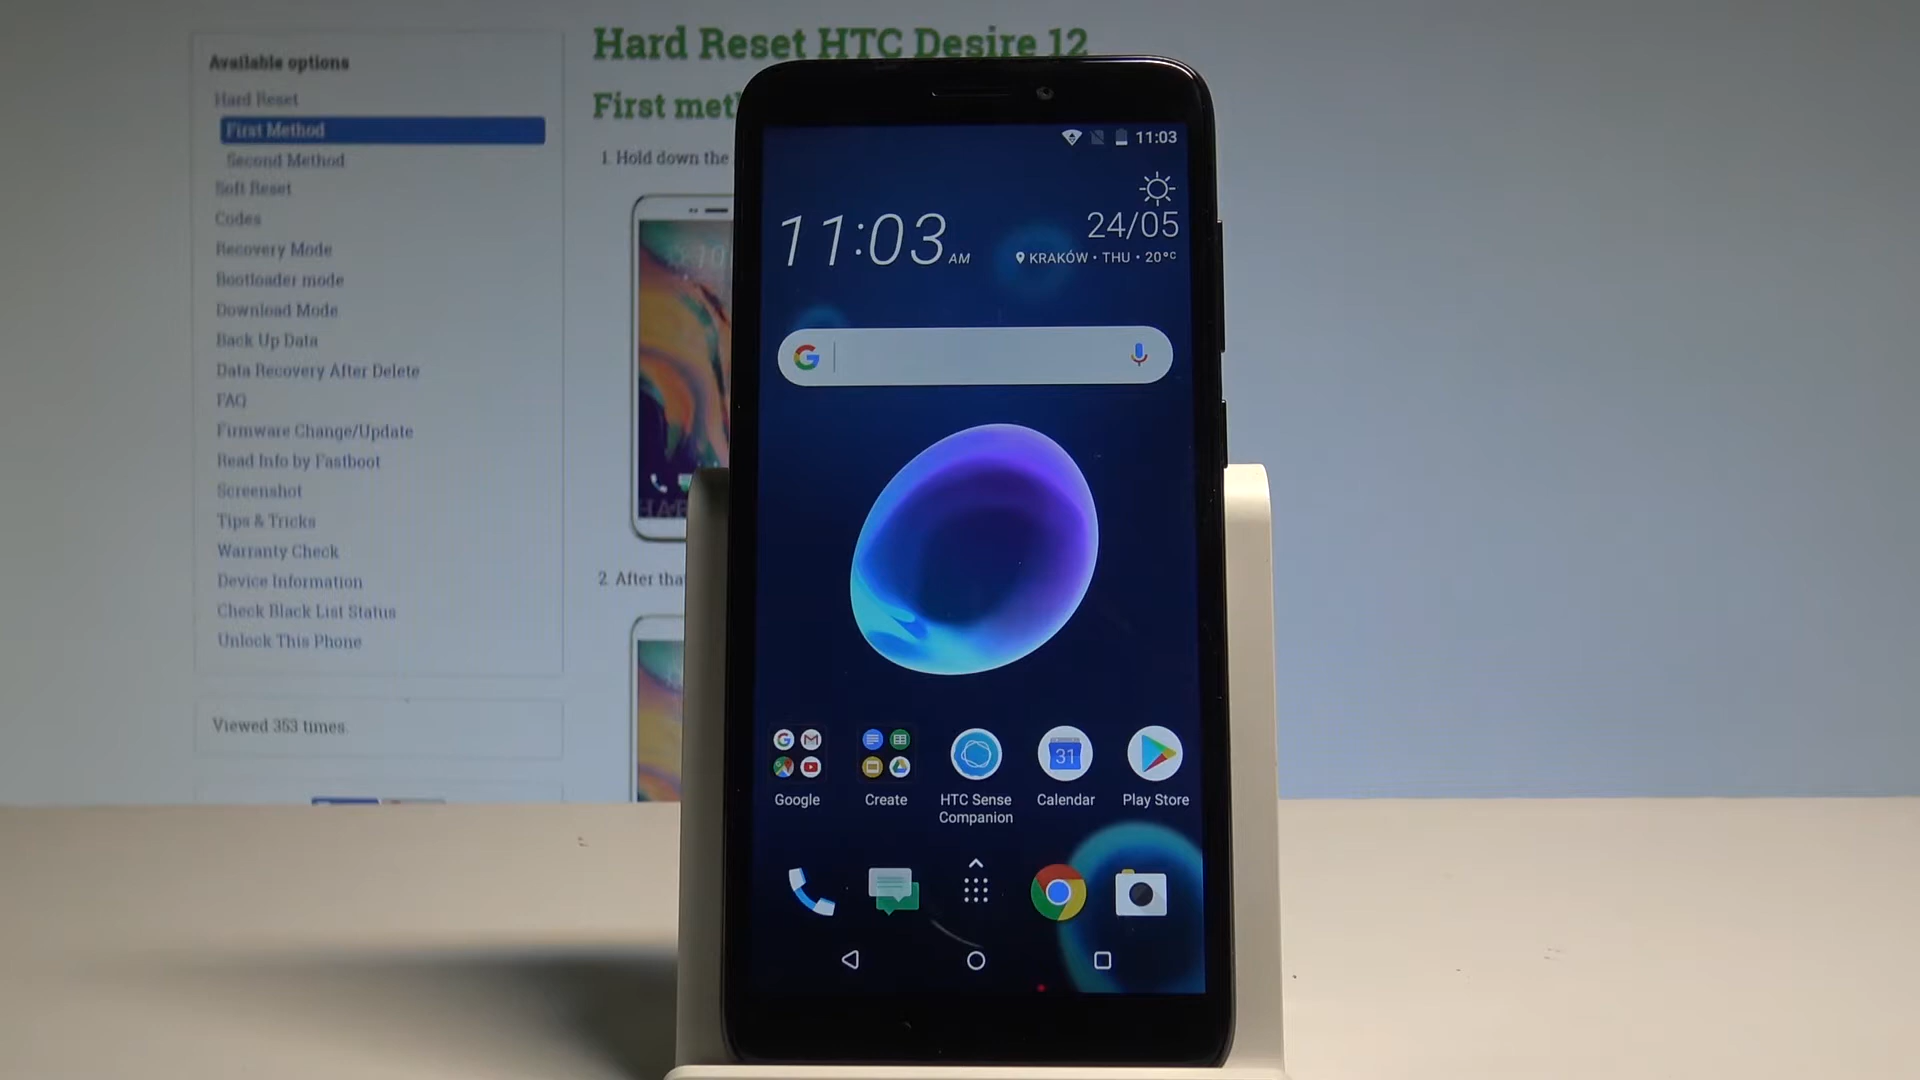 Available options
Hard Reset
First Method
Second Method
Soft Reset
Codes
Recovery Mode
Bootloader mode
Download Mode
Back Up Data
Data Recovery After Delete
FAQ
Firmware Change/Update
Read Info by Fastboot
Screenshot
Tips & Tricks
Warranty Check
Device Information
Check Black List Status
Unlock This Phone
Viewed 353 times.
Hard Reset HTC Desire 12
First
1. Hold down the
2. After
11:03
11:03 AM
24/05
KRAKÓW • THU • 20°C
31
Google
Create
HTC Sense
Companion
Calendar
Play Store